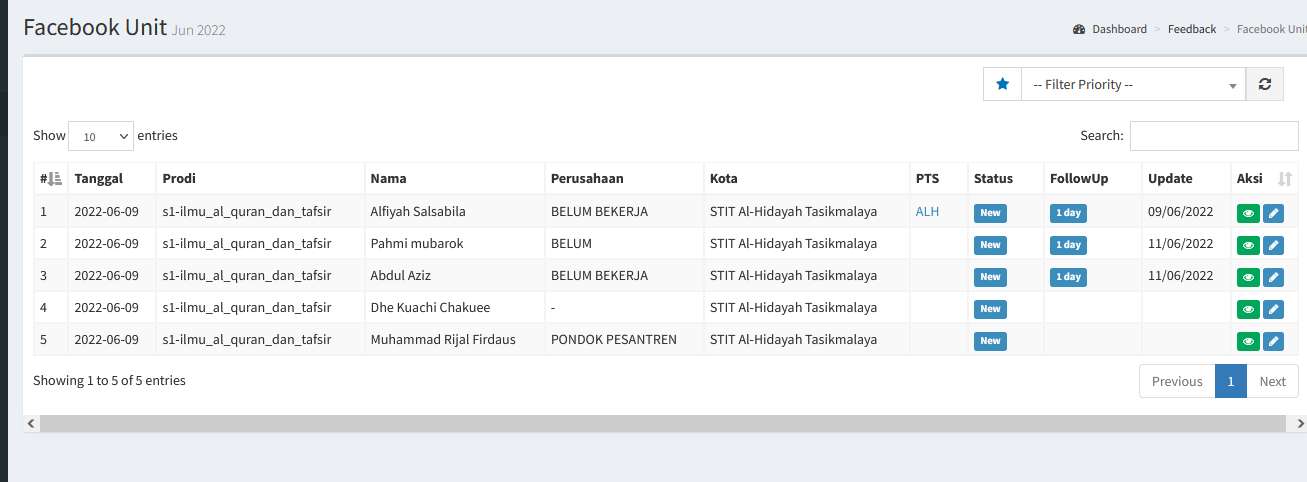 Facebook Unit Jun 2022
Dashboard > Feedback > Facebook Unit
-- Filter Priority --
Show 10 entries
Search:
# Tanggal Prodi Nama Perusahaan Kota PTS Status FollowUp Update Aksi
1 2022-06-09 s1-ilmu_al_quran_dan_tafsir Alfiyah Salsabila BELUM BEKERJA STIT Al-Hidayah Tasikmalaya ALH New 1 day 09/06/2022
2 2022-06-09 s1-ilmu_al_quran_dan_tafsir Pahmi mubarok BELUM STIT Al-Hidayah Tasikmalaya New 1 day 11/06/2022
3 2022-06-09 s1-ilmu_al_quran_dan_tafsir Abdul Aziz BELUM BEKERJA STIT Al-Hidayah Tasikmalaya New 1 day 11/06/2022
4 2022-06-09 s1-ilmu_al_quran_dan_tafsir Dhe Kuachi Chakuee - STIT Al-Hidayah Tasikmalaya New
5 2022-06-09 s1-ilmu_al_quran_dan_tafsir Muhammad Rijal Firdaus PONDOK PESANTREN STIT Al-Hidayah Tasikmalaya New
Showing 1 to 5 of 5 entries
Previous 1 Next